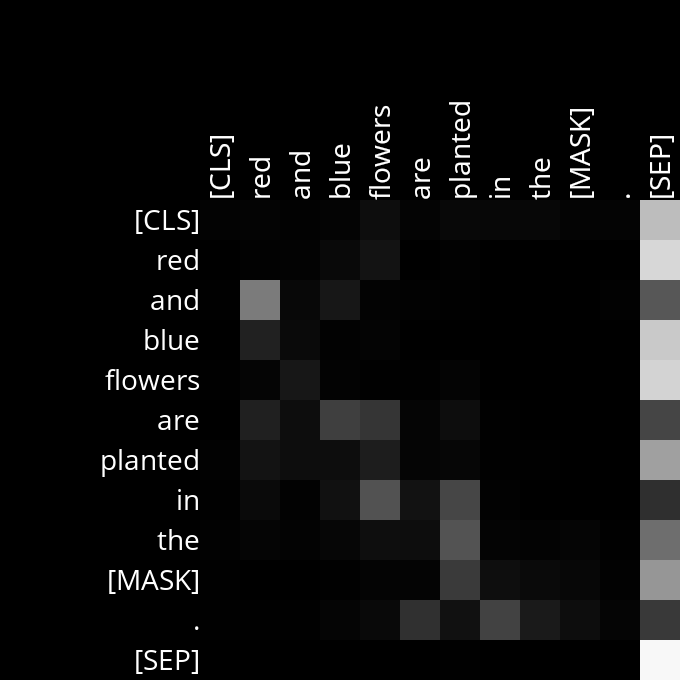 [CLS] red and blue flowers are planted in the [MASK] . [SEP]
[CLS]
red
and
blue
flowers
are
planted
in
the
[MASK]
.
[SEP]